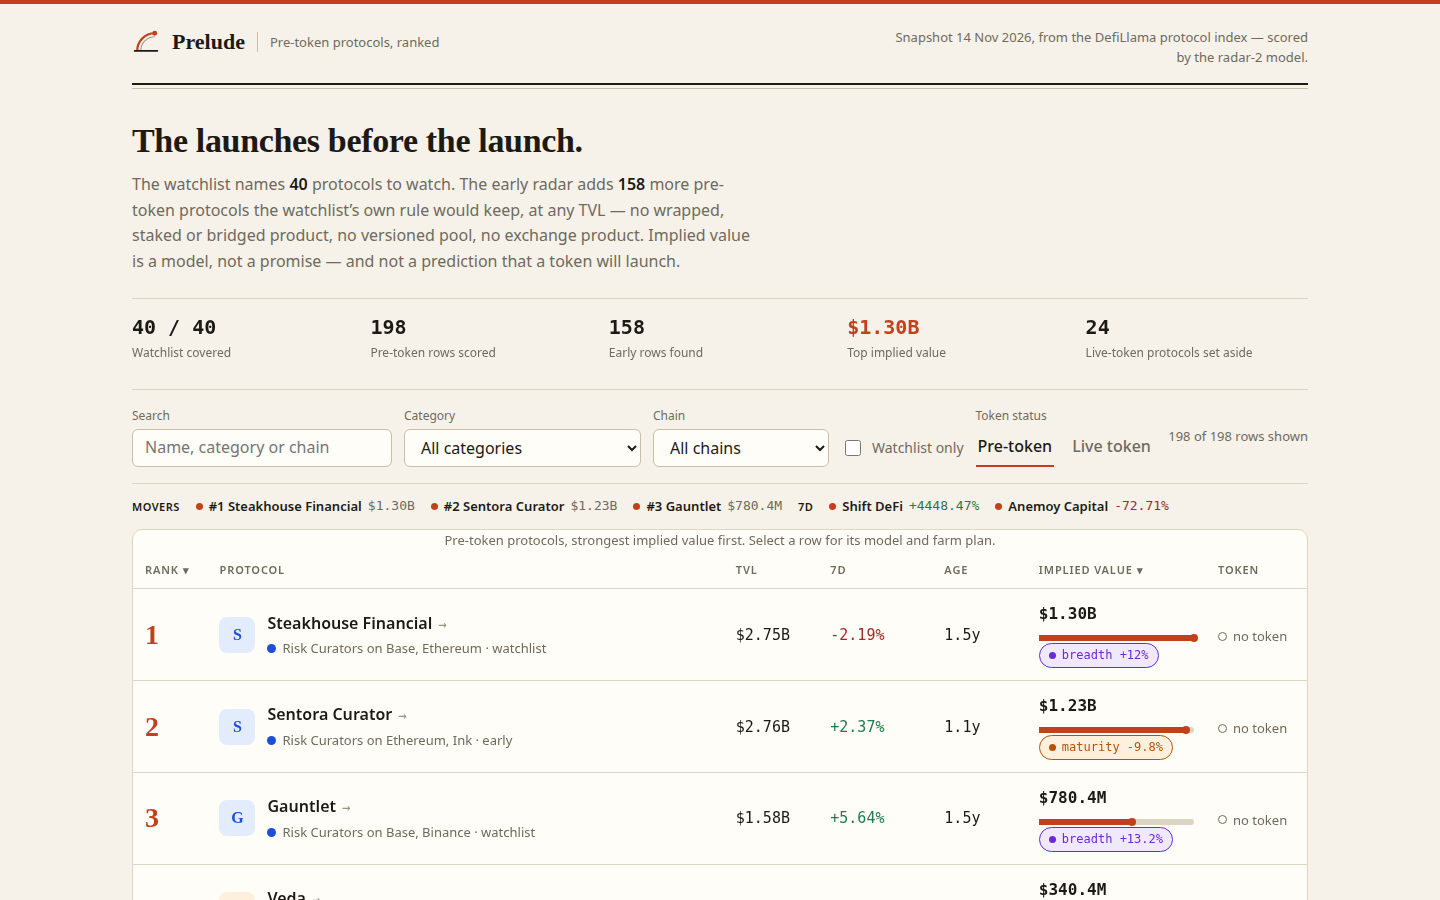 Prelude
Pre-token protocols, ranked
Snapshot 14 Nov 2026, from the DefiLlama protocol index — scored
by the radar-2 model.
The launches before the launch.
The watchlist names 40 protocols to watch. The early radar adds 158 more pre-
token protocols the watchlist’s own rule would keep, at any TVL — no wrapped,
staked or bridged product, no versioned pool, no exchange product. Implied value
is a model, not a promise — and not a prediction that a token will launch.
40 / 40
Watchlist covered
198
Pre-token rows scored
158
Early rows found
$1.30B
Top implied value
24
Live-token protocols set aside
Search
Name, category or chain
Category
All categories
Chain
All chains
Watchlist only
Token status
Pre-token Live token
198 of 198 rows shown
MOVERS #1 Steakhouse Financial $1.30B #2 Sentora Curator $1.23B #3 Gauntlet $780.4M 7D Shift DeFi +4448.47% Anemoy Capital -72.71%
Pre-token protocols, strongest implied value first. Select a row for its model and farm plan.
RANK ▼ PROTOCOL TVL 7D AGE IMPLIED VALUE ▼ TOKEN
1
S
Steakhouse Financial →
Risk Curators on Base, Ethereum · watchlist
$2.75B
-2.19%
1.5y
$1.30B
breadth +12%
no token
2
S
Sentora Curator →
Risk Curators on Ethereum, Ink · early
$2.76B
+2.37%
1.1y
$1.23B
maturity -9.8%
no token
3
G
Gauntlet →
Risk Curators on Base, Binance · watchlist
$1.58B
+5.64%
1.5y
$780.4M
breadth +13.2%
no token
Veda →
$340.4M